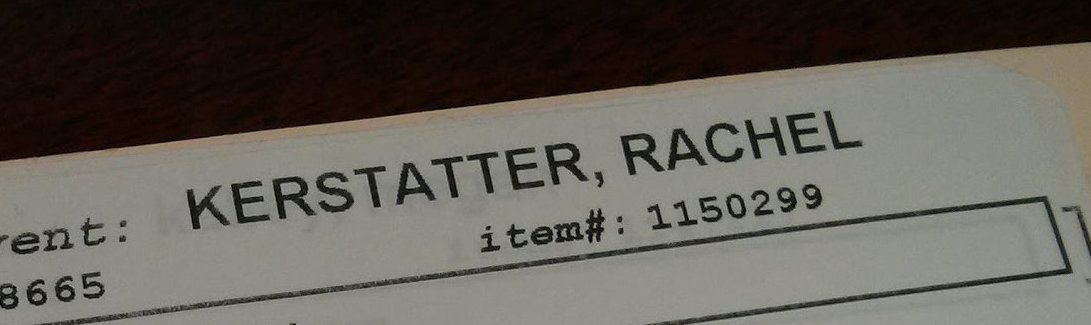 KERSTATTER, RACHEL
item#: 1150299
8665